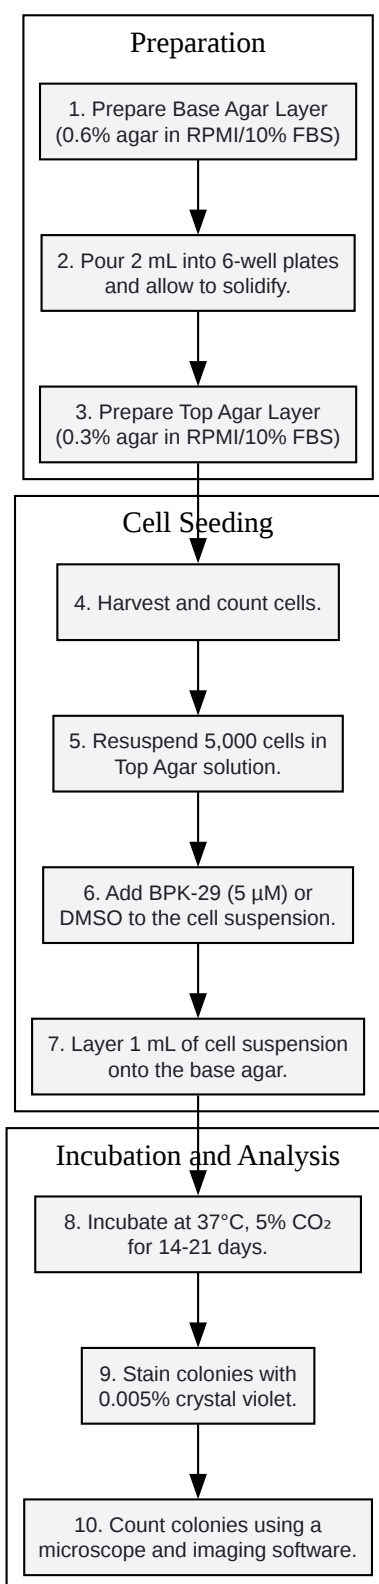 Preparation
1. Prepare Base Agar Layer
(0.6% agar in RPMI/10% FBS)
2. Pour 2 mL into 6-well plates
and allow to solidify.
3. Prepare Top Agar Layer
(0.3% agar in RPMI/10% FBS)
Cell Seeding
4. Harvest and count cells.
5. Resuspend 5,000 cells in
Top Agar solution.
6. Add BPK-29 (5 µM) or
DMSO to the cell suspension.
7. Layer 1 mL of cell suspension
onto the base agar.
Incubation and Analysis
8. Incubate at 37°C, 5% CO₂
for 14-21 days.
9. Stain colonies with
0.005% crystal violet.
10. Count colonies using a
microscope and imaging software.